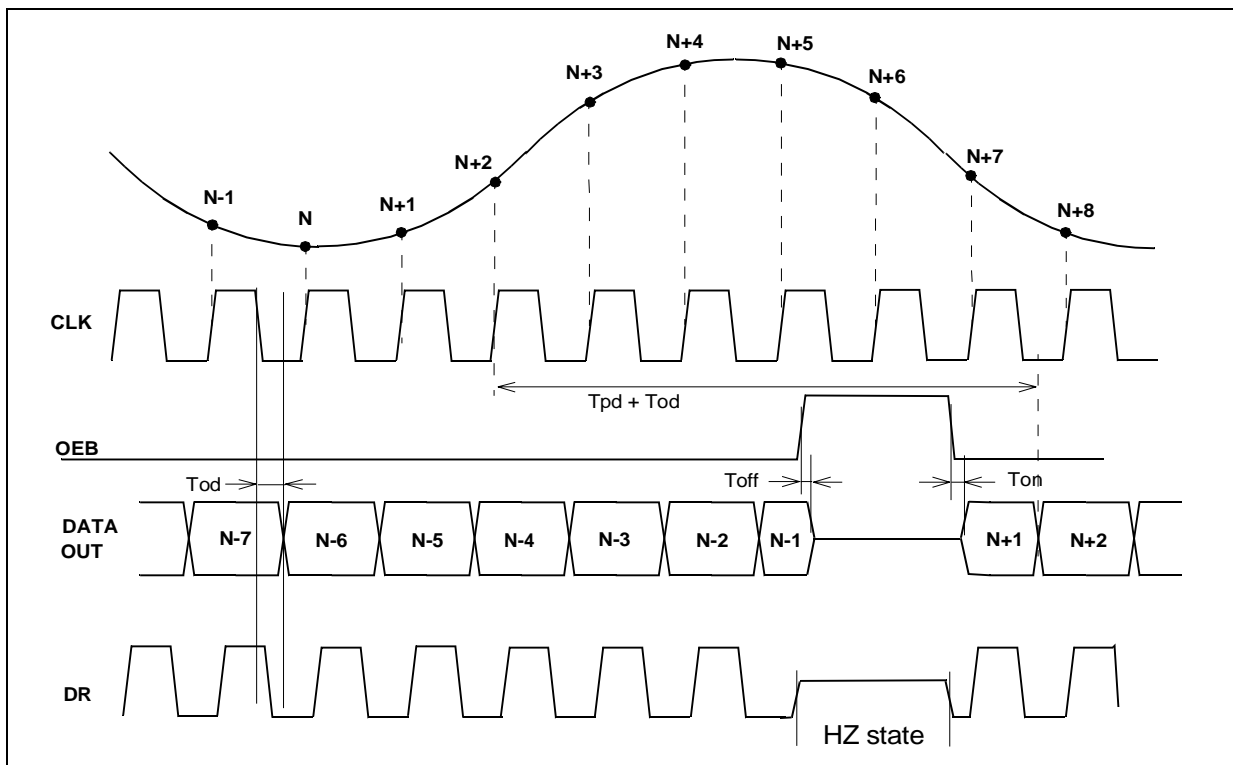 N-1
N
N+1
N+2
N+3
N+4
N+5
N+6
N+7
N+8
CLK
Tpd + Tod
OEB
Tod
Toff
Ton
DATA
OUT
N-7
N-6
N-5
N-4
N-3
N-2
N-1
N+1
N+2
DR
HZ state